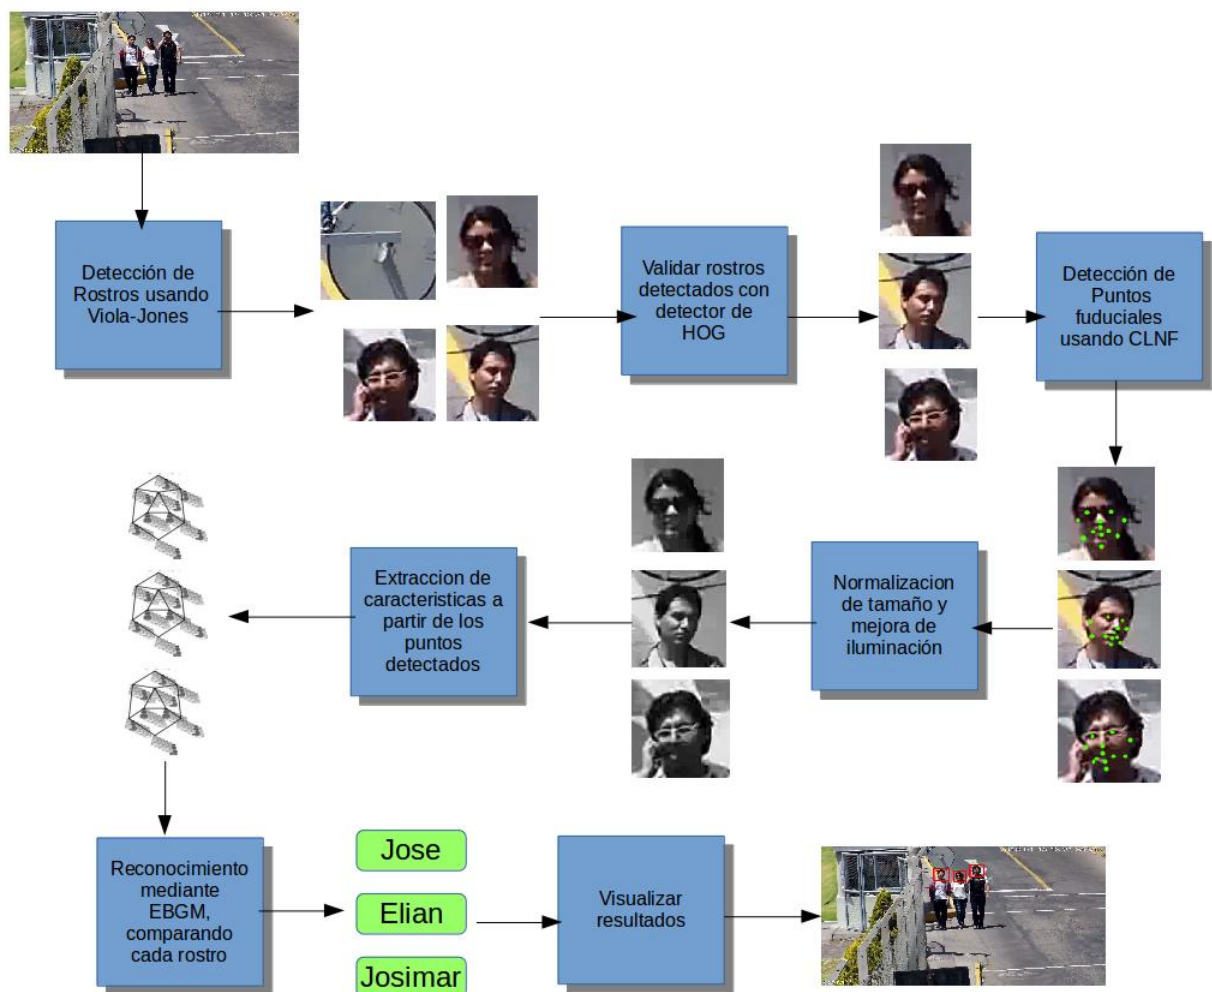 Detección de
Rostros usando
Viola-Jones
Validar rostros
detectados con
detector de
HOG
Detección de
Puntos
fuduciales
usando CLNF
Normalizacion
de tamaño y
mejora de
iluminación
Extraccion de
caracteristicas a
partir de los
puntos
detectados
Reconocimiento
mediante
EBGM,
comparando
cada rostro
Jose
Elian
Josimar
Visualizar
resultados